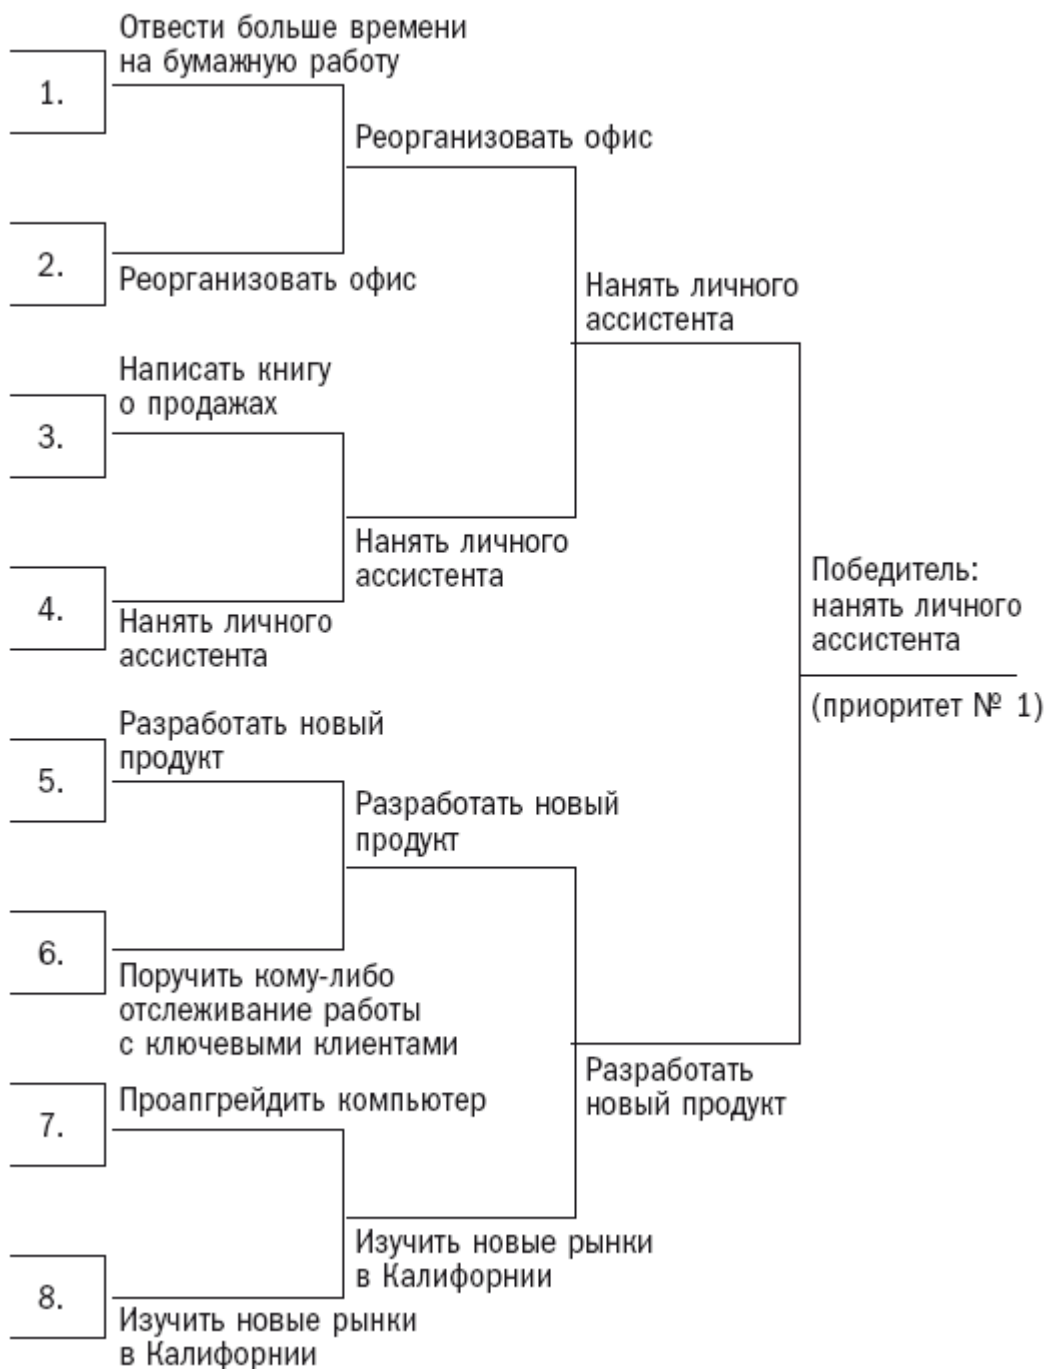 Отвести больше времени
на бумажную работу
1.
Реорганизовать офис
2.
Реорганизовать офис
Нанять личного
ассистента
Написать книгу
о продажах
3.
Нанять личного
ассистента
4.
Нанять личного
ассистента
Победитель:
нанять личного
ассистента
(приоритет № 1)
Разработать новый
продукт
5.
Разработать новый
продукт
6.
Поручить кому-либо
отслеживание работы
с ключевыми клиентами
Разработать
новый продукт
Проапгрейдить компьютер
7.
Изучить новые рынки
в Калифорнии
8.
Изучить новые рынки
в Калифорнии